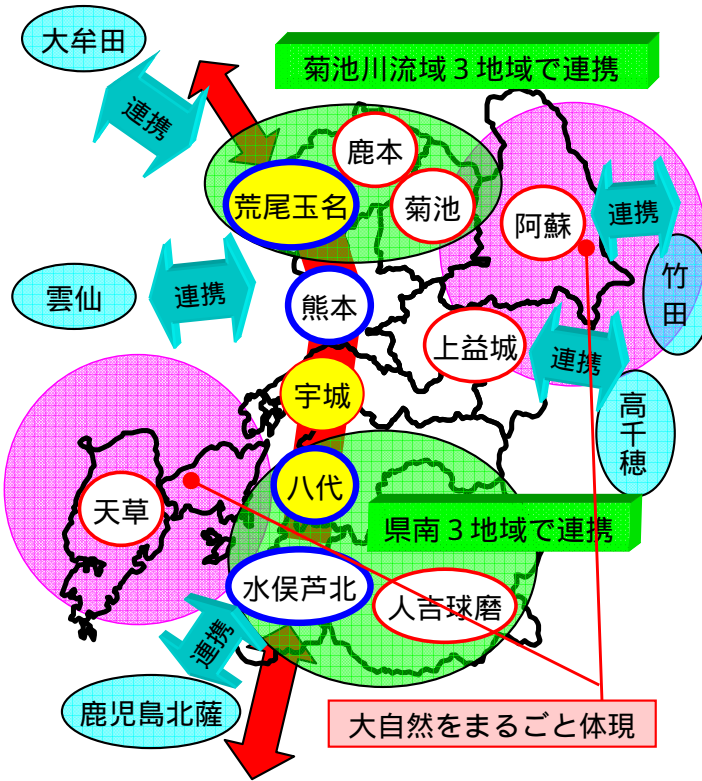 大牟田
菊池川流域３地域で連携
連携
鹿本
荒尾玉名
菊池
阿蘇
連携
雲仙
連携
熊本
竹田
上益城
連携
宇城
高千穂
八代
天草
県南３地域で連携
水俣芦北
人吉球磨
連携
鹿児島北薩
大自然をまるごと体現